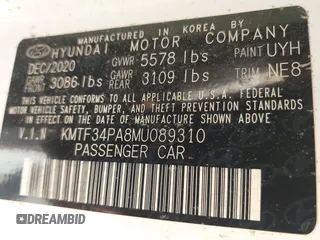 MANUFACTURED IN KOREA BY
HYUNDAI MOTOR COMPANY
DEC/2020 GVWR 5578 lbs PAINT UYH
GAWR FRT 3086 lbs GAWR 3109 lbs TRIM NE8
THIS VEHICLE CONFORMS TO ALL APPLICABLE U.S.A. FEDERAL
MOTOR VEHICLE SAFETY, BUMPER, AND THEFT PREVENTION STANDARDS
IN EFFECT ON THE DATE OF MANUFACTURE SHOWN ABOVE.
V.I.N KMTF34PA8MU089310
PASSENGER CAR
DREAMBID